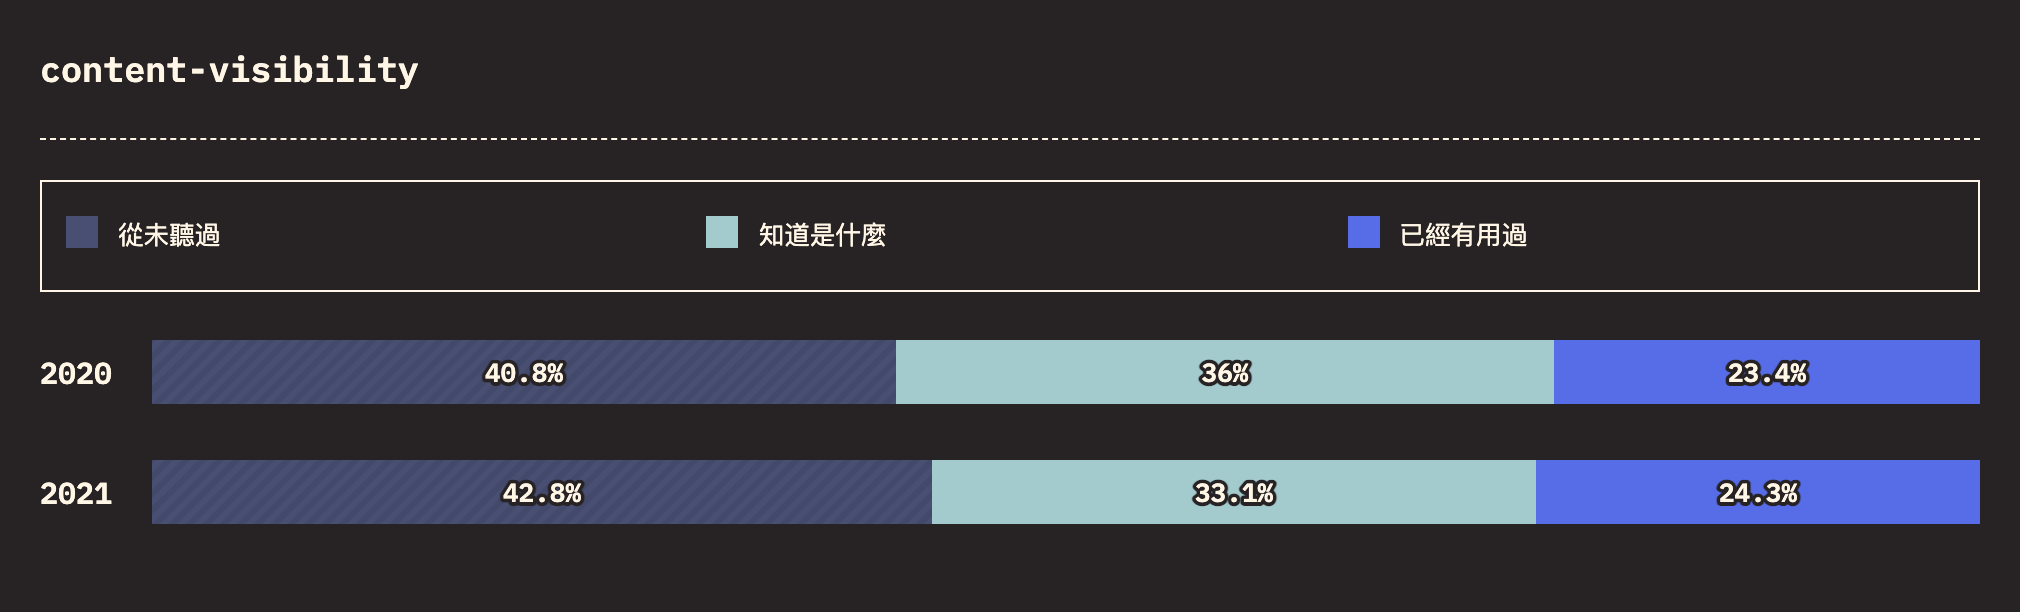 content-visibility
從未聽過 知道是什麼 已經有用過
2020 40.8% 36% 23.4%
2021 42.8% 33.1% 24.3%